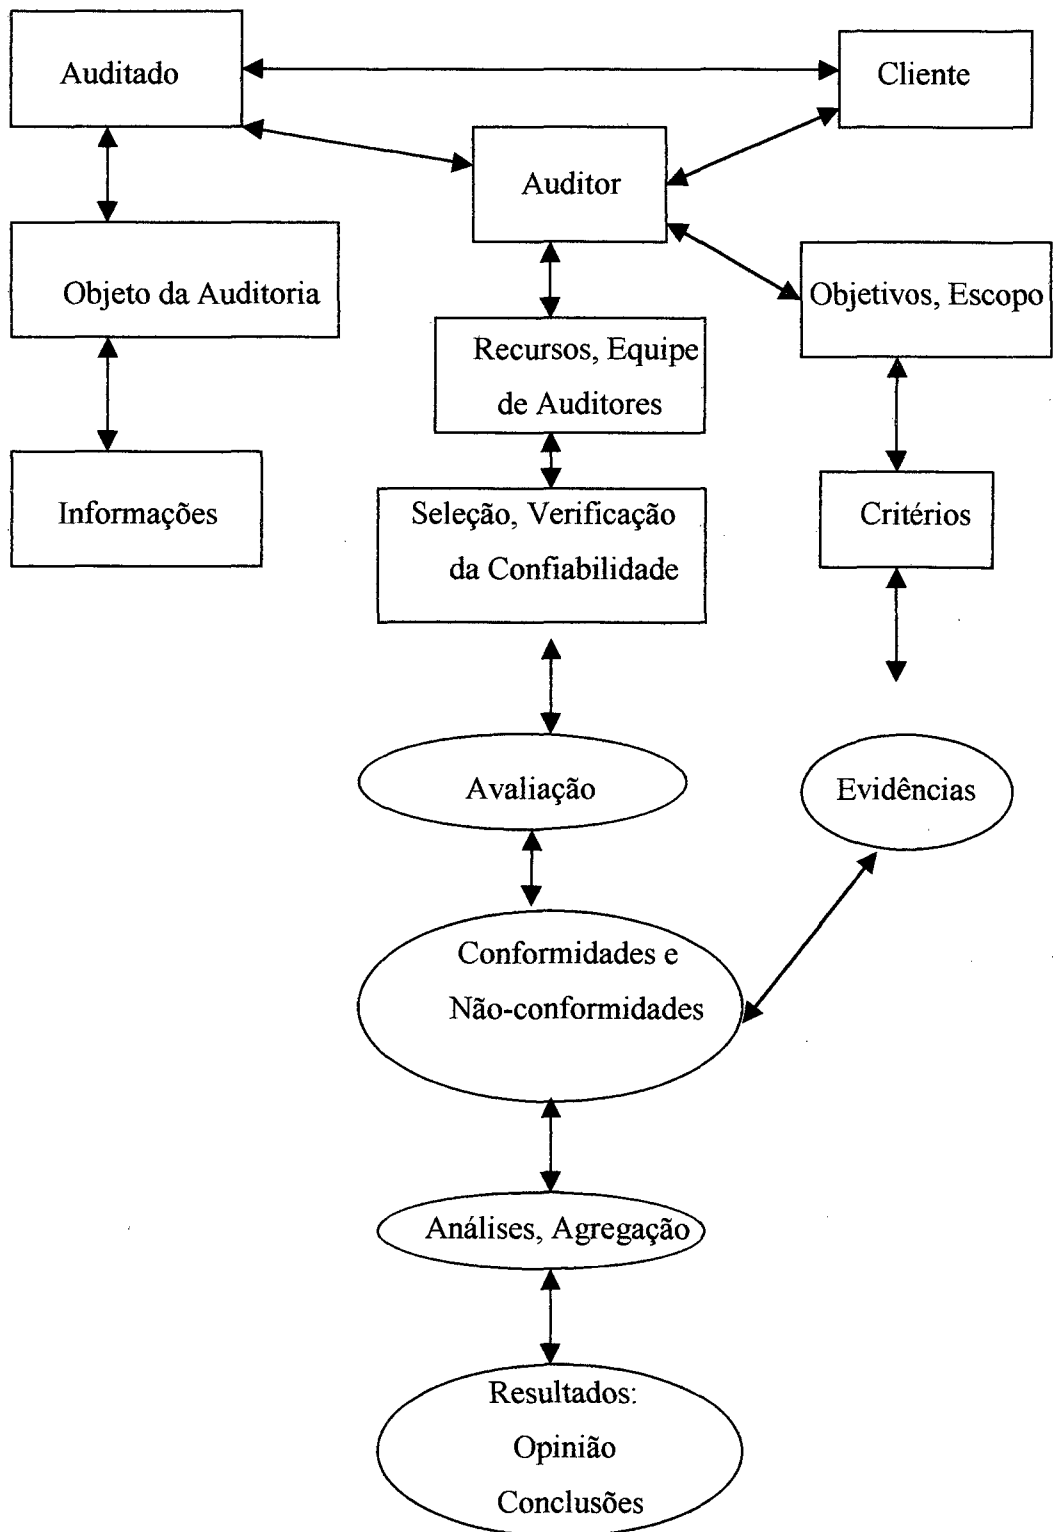 Auditado
Cliente
Auditor
Objeto da Auditoria
Objetivos, Escopo
Recursos, Equipe
de Auditores
Informações
Seleção, Verificação
da Confiabilidade
Critérios
Avaliação
Evidências
Conformidades e
Não-conformidades
Análises, Agregação
Resultados:
Opinião
Conclusões